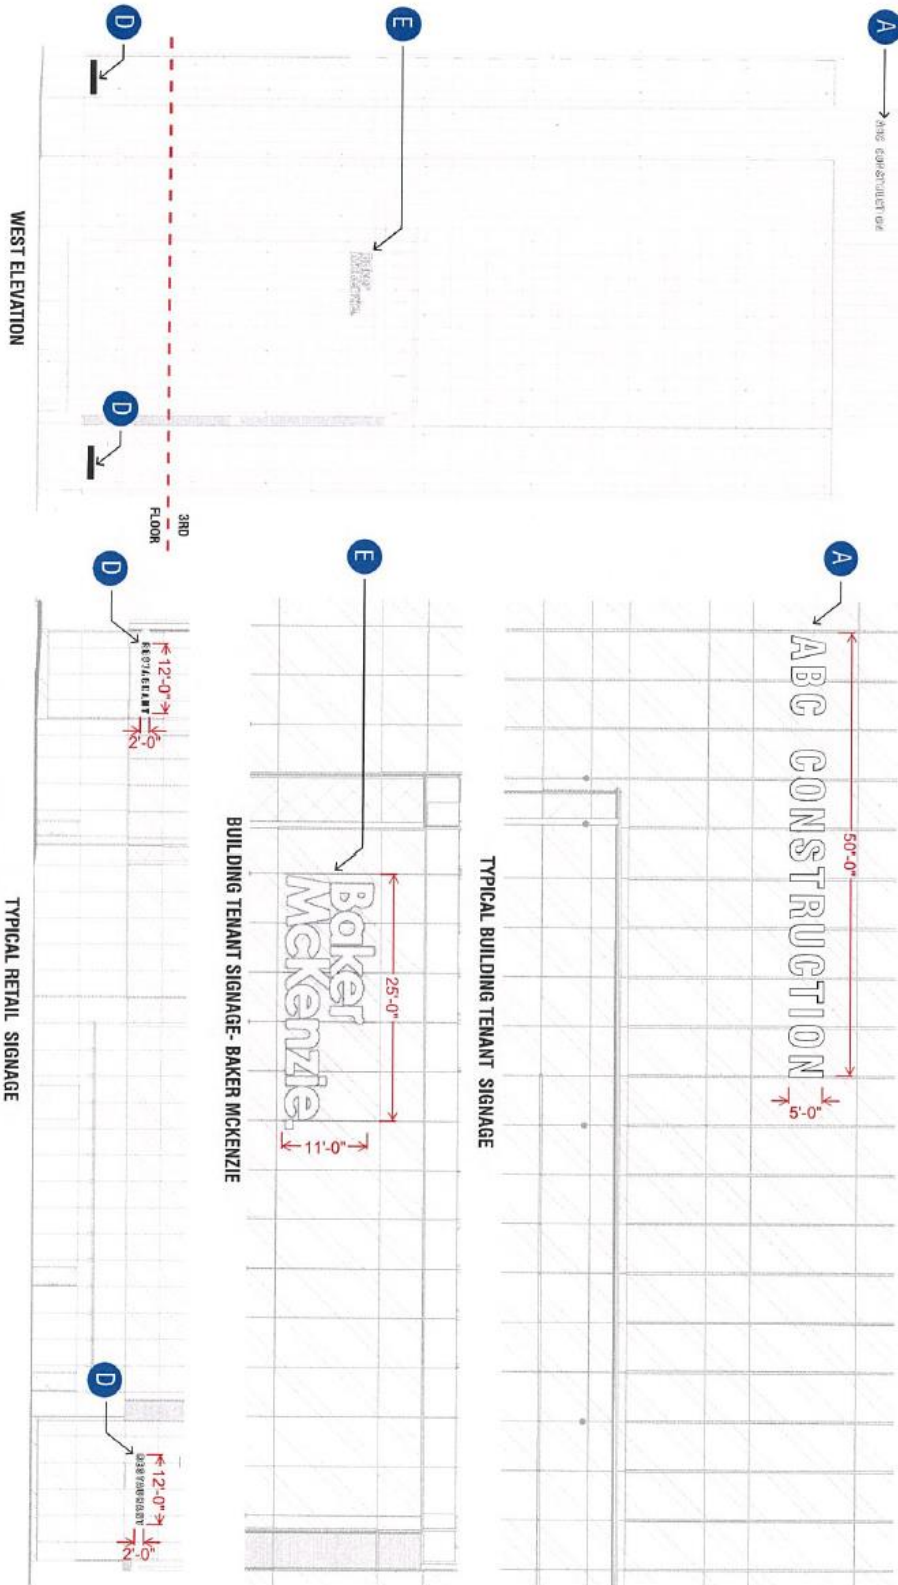 A
ABC CONSTRUCTION
E
D
D
3RD
FLOOR
WEST ELEVATION
A
50"-0"
ABC CONSTRUCTION
5'-0"
TYPICAL BUILDING TENANT SIGNAGE
E
25'-0"
Baker
McKenzie.
11'-0"
BUILDING TENANT SIGNAGE- BAKER MCKENZIE
D
12'-0"
RESTAURANT
2'-0"
D
12'-0"
RESTAURANT
2'-0"
TYPICAL RETAIL SIGNAGE